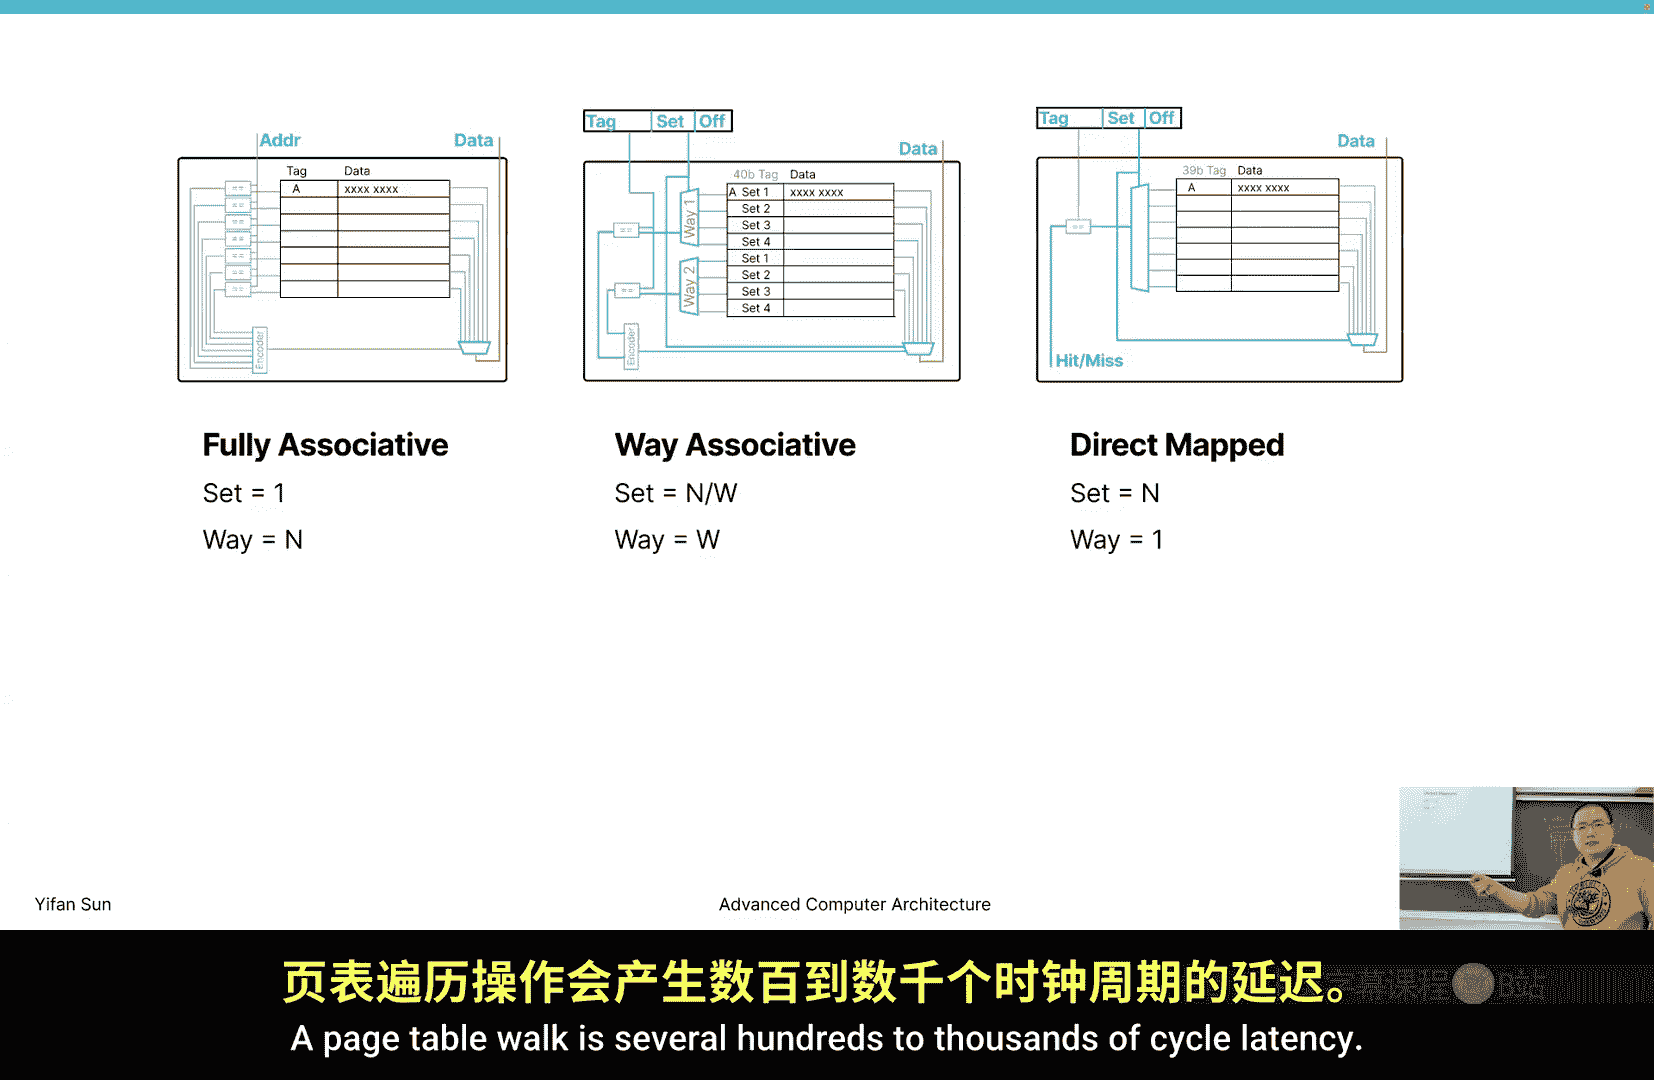 Addr
Data
Tag Data
A xxxx xxxx
==
==
==
==
==
==
==
Encoder
Fully Associative
Set = 1
Way = N
Tag Set Off
Data
40b Tag Data
A Set 1 xxxx xxxx
Set 2
Set 3
Set 4
Set 1
Set 2
Set 3
Set 4
Way 1
Way 2
==
==
Encoder
Way Associative
Set = N/W
Way = W
Tag Set Off
Data
39b Tag Data
A xxxx xxxx
==
Hit/Miss
Direct Mapped
Set = N
Way = 1
Yifan Sun
Advanced Computer Architecture
页表遍历操作会产生数百到数千个时钟周期的延迟。
A page table walk is several hundreds to thousands of cycle latency.